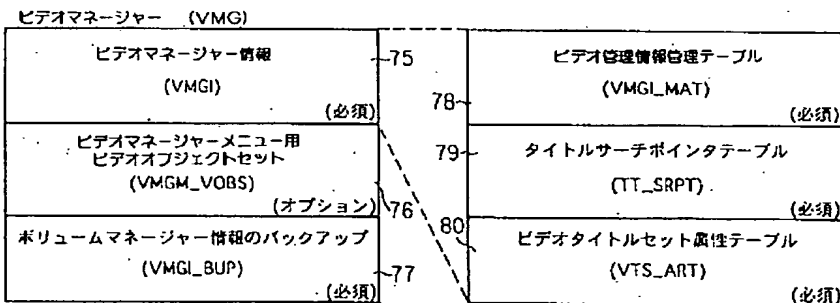 ビデオマネージャー (VMG)
ビデオマネージャー情報
(VMGI)
(必須)
75
ビデオマネージャーメニュー用
ビデオオブジェクトセット
(VMGM_VOBS)
(オプション)
76
ボリュームマネージャー情報のバックアップ
(VMGI_BUP)
(必須)
77
ビデオ管理情報管理テーブル
(VMGI_MAT)
(必須)
78
タイトルサーチポインタテーブル
(TT_SRPT)
(必須)
79
ビデオタイトルセット属性テーブル
(VTS_ART)
(必須)
80